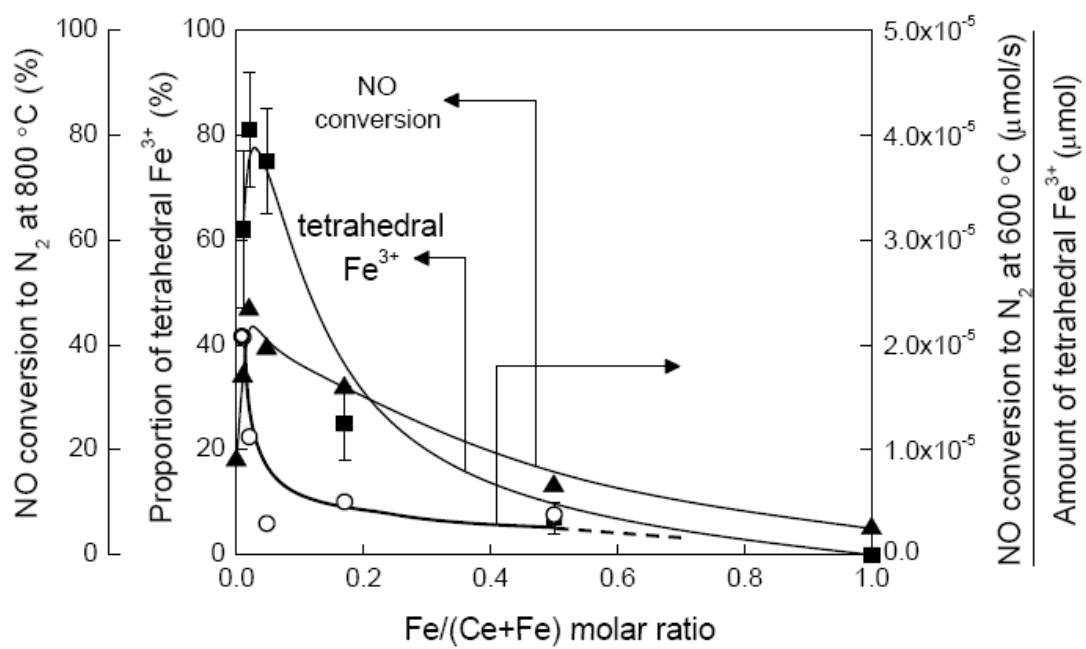 NO conversion to N₂ at 800 °C (%)
100
80
60
40
20
0
Proportion of tetrahedral Fe³⁺ (%)
100
80
60
40
20
0
NO
conversion
tetrahedral
Fe³⁺
5.0x10⁻⁵
4.0x10⁻⁵
3.0x10⁻⁵
2.0x10⁻⁵
1.0x10⁻⁵
0.0
NO conversion to N₂ at 600 °C (μmol/s)
Amount of tetrahedral Fe³⁺ (μmol)
0.0 0.2 0.4 0.6 0.8 1.0
Fe/(Ce+Fe) molar ratio